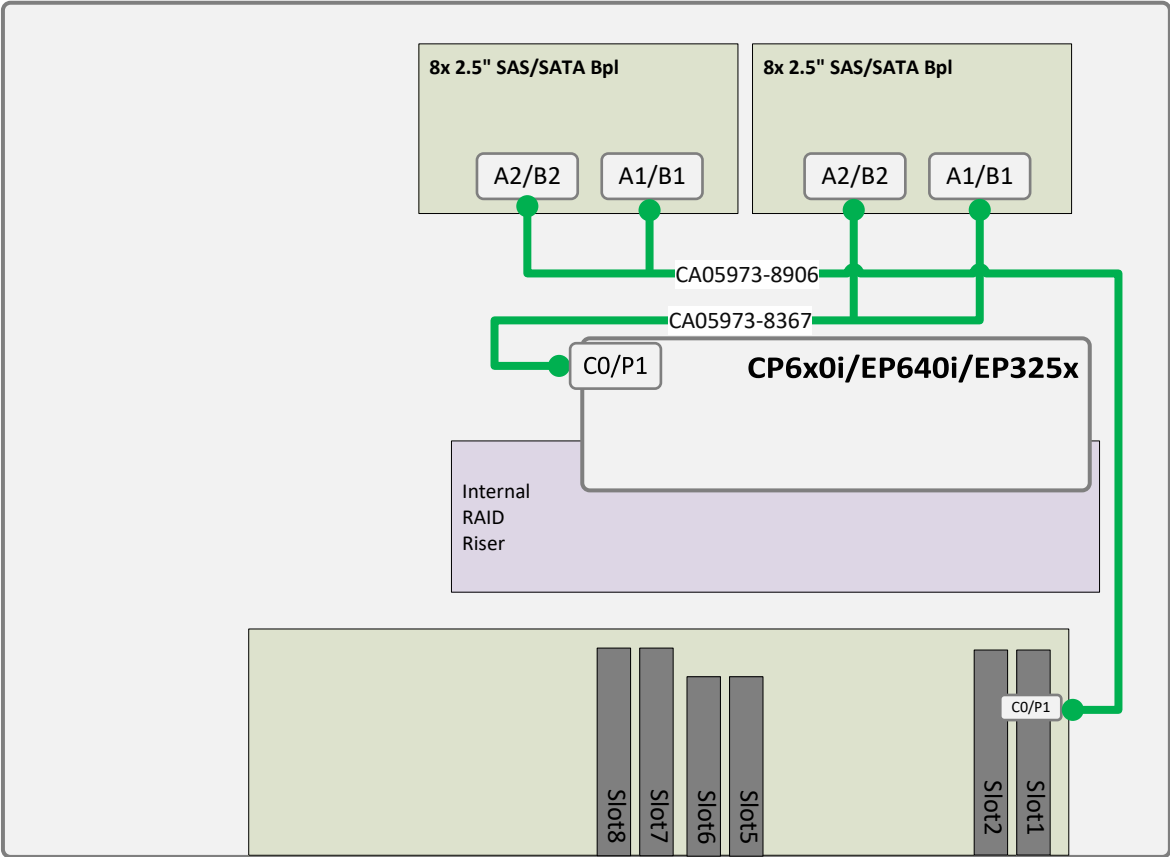 8x 2.5" SAS/SATA Bpl
8x 2.5" SAS/SATA Bpl
A2/B2
A1/B1
A2/B2
A1/B1
CA05973-8906
CA05973-8367
C0/P1
CP6x0i/EP640i/EP325x
Internal
RAID
Riser
C0/P1
Slot8
Slot7
Slot6
Slot5
Slot2
Slot1